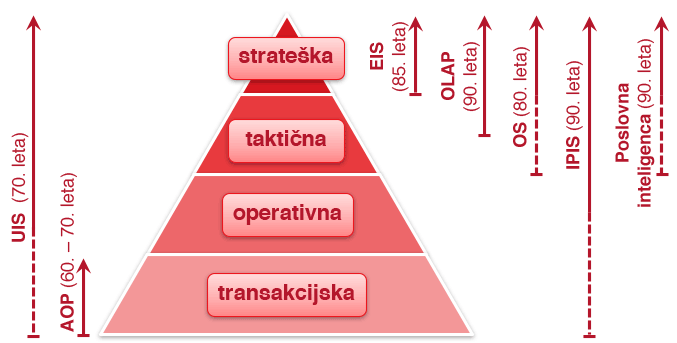 strateška
taktična
operativna
transakcijska
UIS (70. leta)
AOP (60. – 70. leta)
EIS
(85. leta)
OLAP
(90. leta)
OS (80. leta)
IPIS (90. leta)
Poslovna
inteligenca (90. leta)